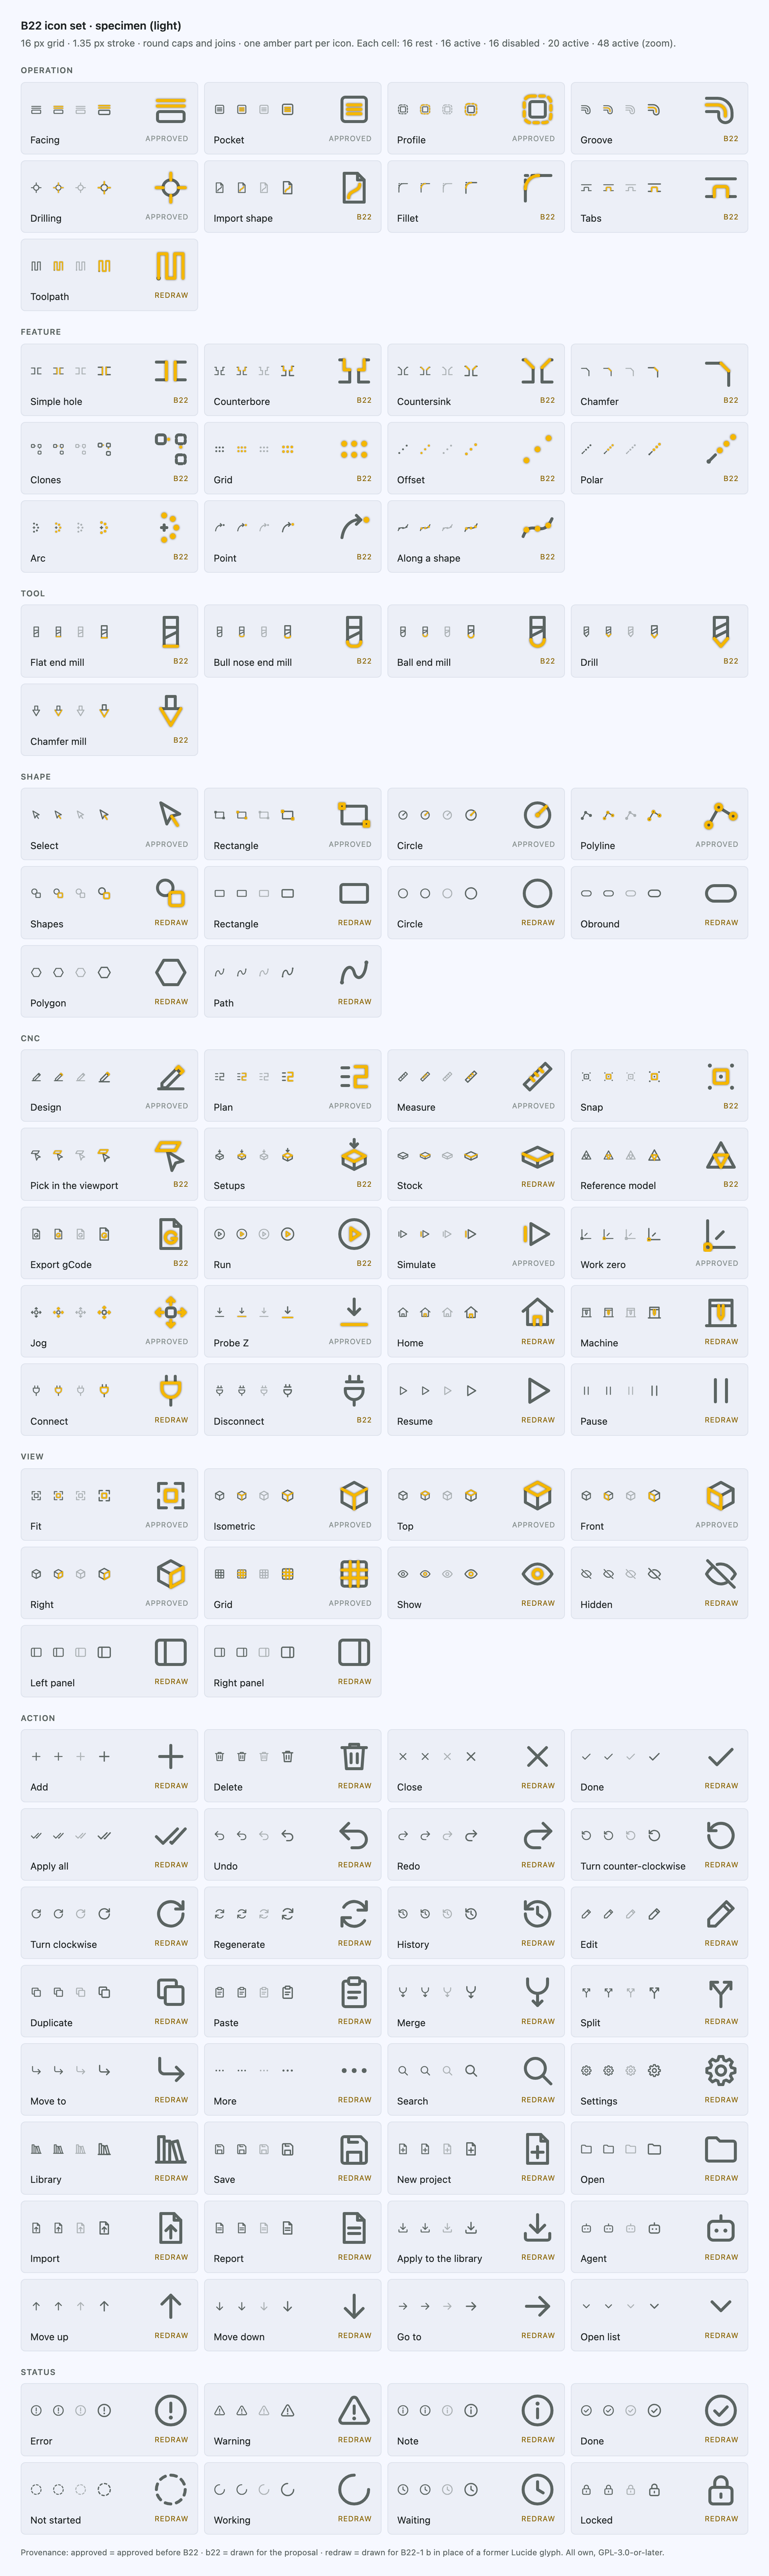 B22 icon set · specimen (light)
16 px grid · 1.35 px stroke · round caps and joins · one amber part per icon. Each cell: 16 rest · 16 active · 16 disabled · 20 active · 48 active (zoom).
OPERATION
Facing APPROVED
Pocket APPROVED
Profile APPROVED
Groove B22
Drilling APPROVED
Import shape B22
Fillet B22
Tabs B22
Toolpath REDRAW
FEATURE
Simple hole B22
Counterbore B22
Countersink B22
Chamfer B22
Clones B22
Grid B22
Offset B22
Polar B22
Arc B22
Point B22
Along a shape B22
TOOL
Flat end mill B22
Bull nose end mill B22
Ball end mill B22
Drill B22
Chamfer mill B22
SHAPE
Select APPROVED
Rectangle APPROVED
Circle APPROVED
Polyline APPROVED
Shapes REDRAW
Rectangle REDRAW
Circle REDRAW
Obround REDRAW
Polygon REDRAW
Path REDRAW
CNC
Design APPROVED
Plan APPROVED
Measure APPROVED
Snap B22
Pick in the viewport B22
Setups B22
Stock REDRAW
Reference model B22
Export gCode B22
Run B22
Simulate APPROVED
Work zero APPROVED
Jog APPROVED
Probe Z APPROVED
Home REDRAW
Machine REDRAW
Connect REDRAW
Disconnect B22
Resume REDRAW
Pause REDRAW
VIEW
Fit APPROVED
Isometric APPROVED
Top APPROVED
Front APPROVED
Right APPROVED
Grid APPROVED
Show REDRAW
Hidden REDRAW
Left panel REDRAW
Right panel REDRAW
ACTION
Add REDRAW
Delete REDRAW
Close REDRAW
Done REDRAW
Apply all REDRAW
Undo REDRAW
Redo REDRAW
Turn counter-clockwise REDRAW
Turn clockwise REDRAW
Regenerate REDRAW
History REDRAW
Edit REDRAW
Duplicate REDRAW
Paste REDRAW
Merge REDRAW
Split REDRAW
Move to REDRAW
More REDRAW
Search REDRAW
Settings REDRAW
Library REDRAW
Save REDRAW
New project REDRAW
Open REDRAW
Import REDRAW
Report REDRAW
Apply to the library REDRAW
Agent REDRAW
Move up REDRAW
Move down REDRAW
Go to REDRAW
Open list REDRAW
STATUS
Error REDRAW
Warning REDRAW
Note REDRAW
Done REDRAW
Not started REDRAW
Working REDRAW
Waiting REDRAW
Locked REDRAW
Provenance: approved = approved before B22 · b22 = drawn for the proposal · redraw = drawn for B22-1 b in place of a former Lucide glyph. All own, GPL-3.0-or-later.